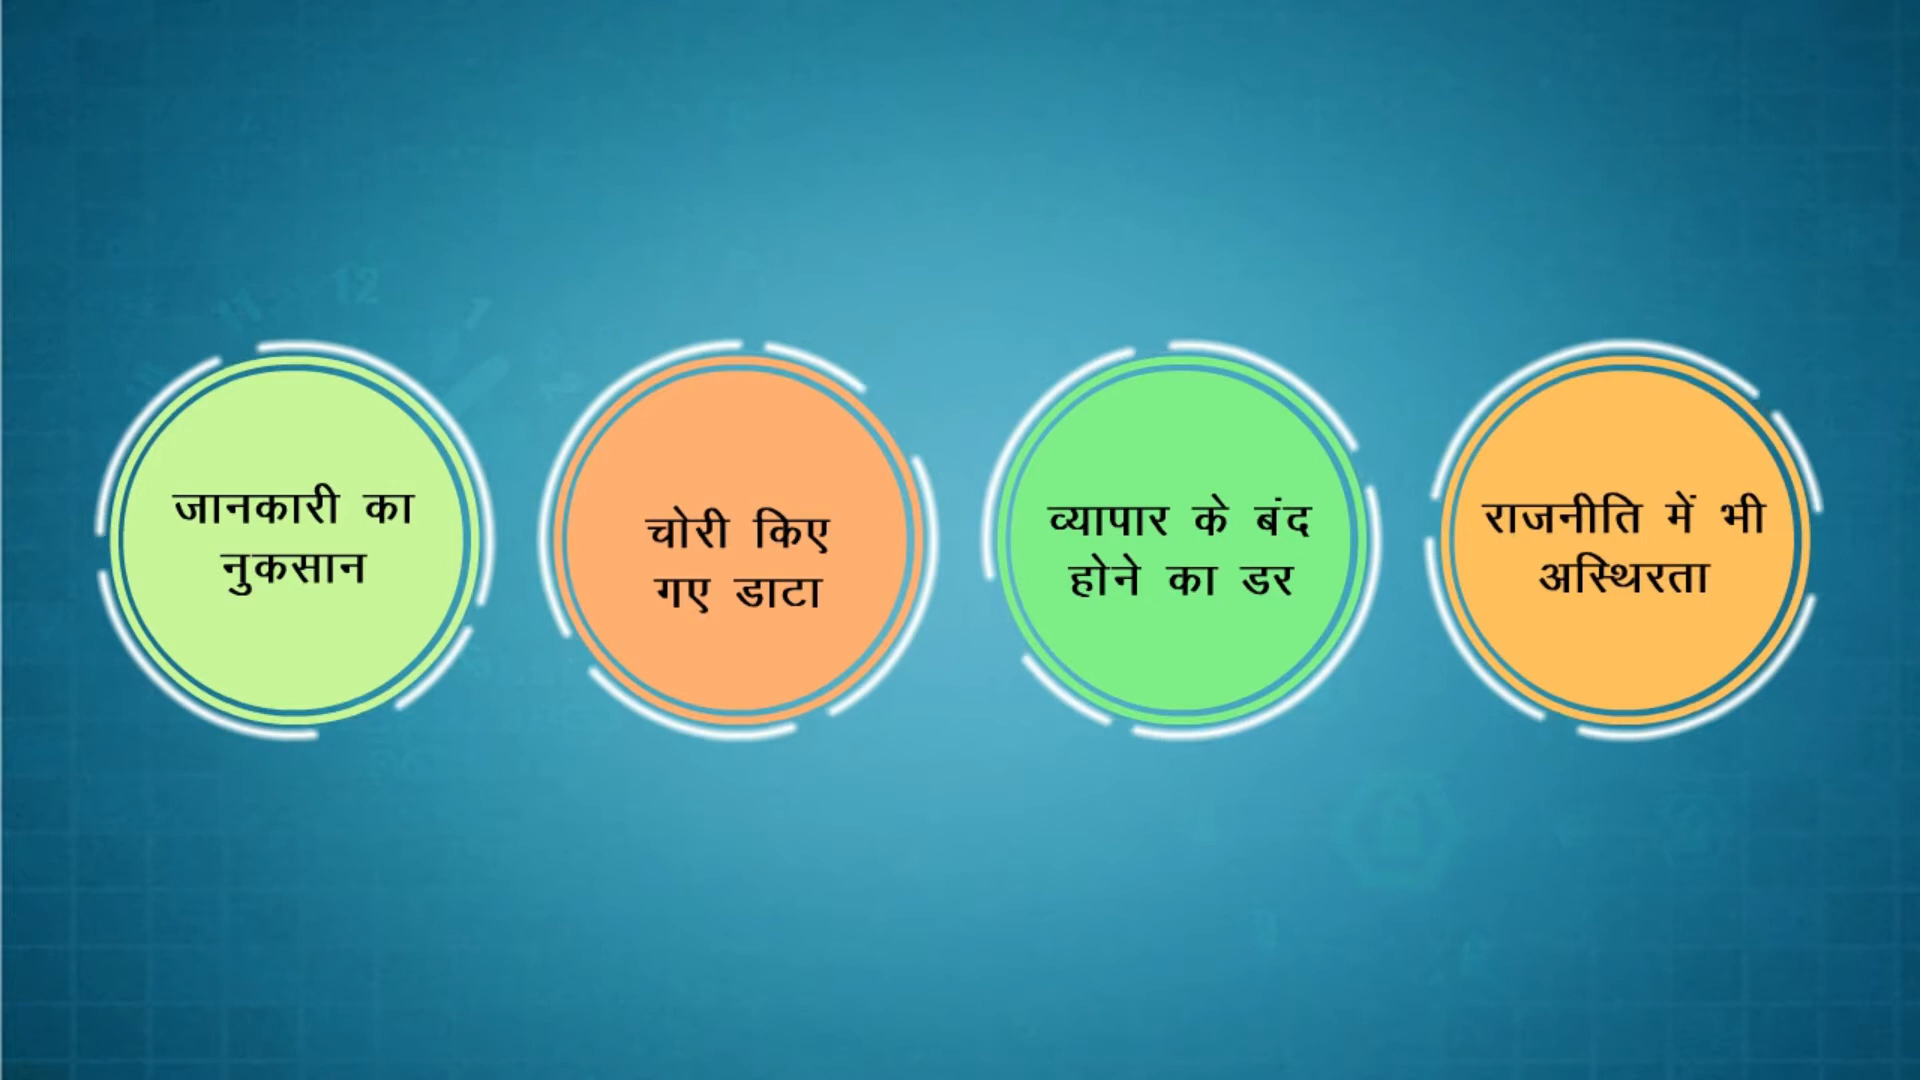 जानकारी का
नुकसान
चोरी किए
गए डाटा
व्यापार के बंद
होने का डर
राजनीति में भी
अस्थिरता